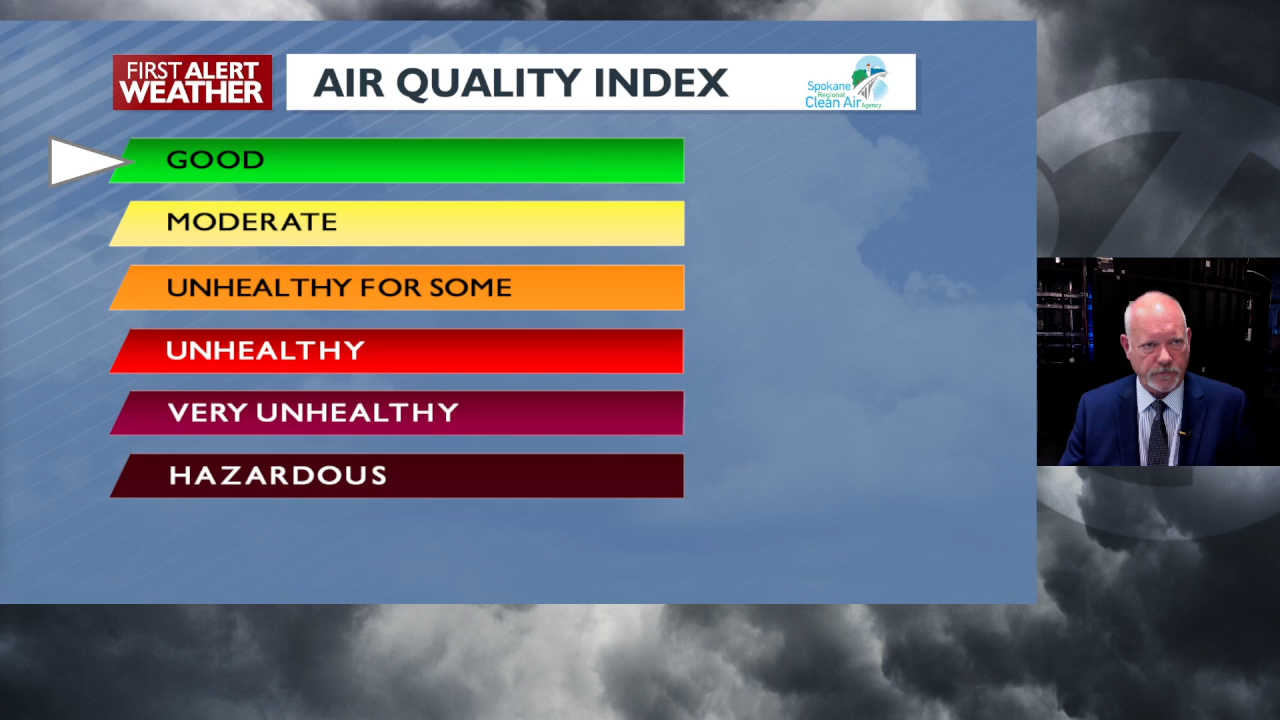 FIRST ALERT
WEATHER
AIR QUALITY INDEX
Spokane
Regional
Clean Air Agency
GOOD
MODERATE
UNHEALTHY FOR SOME
UNHEALTHY
VERY UNHEALTHY
HAZARDOUS